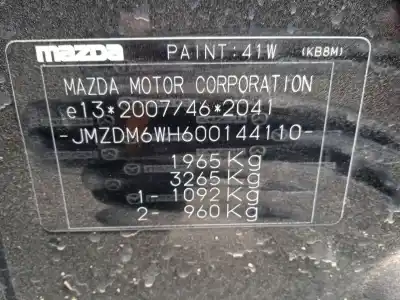 mazda PAINT:41W (KB8M)
MAZDA MOTOR CORPORATION
e13*2007/46*2041
-JMZDM6WH600144110-
1965Kg
3265Kg
1- 1092Kg
2- 960Kg